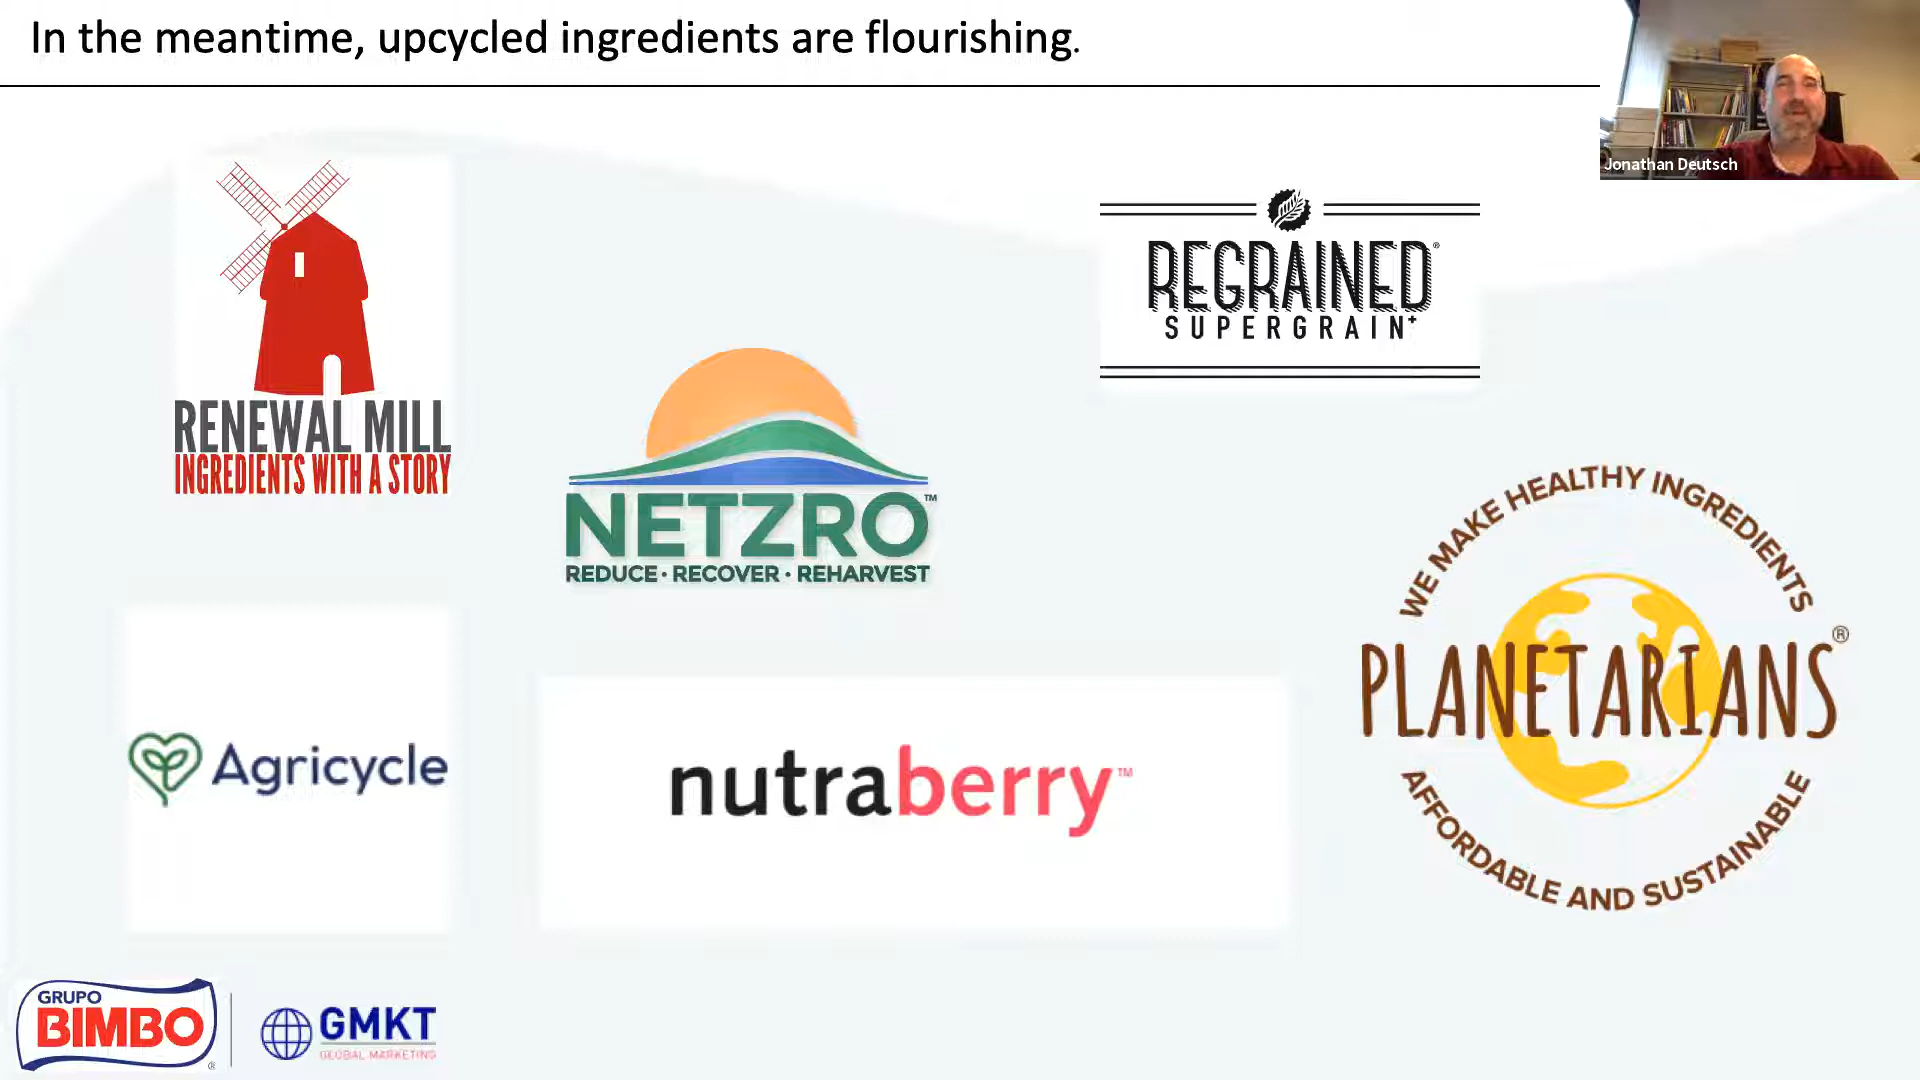 In the meantime, upcycled ingredients are flourishing.
Jonathan Deutsch
RENEWAL MILL
INGREDIENTS WITH A STORY
REGRAINED®
SUPERGRAIN+
NETZRO™
REDUCE · RECOVER · REHARVEST
WE MAKE HEALTHY INGREDIENTS
PLANETARIANS®
AFFORDABLE AND SUSTAINABLE
Agricycle
nutraberry™
GRUPO
BIMBO®
GMKT
GLOBAL MARKETING